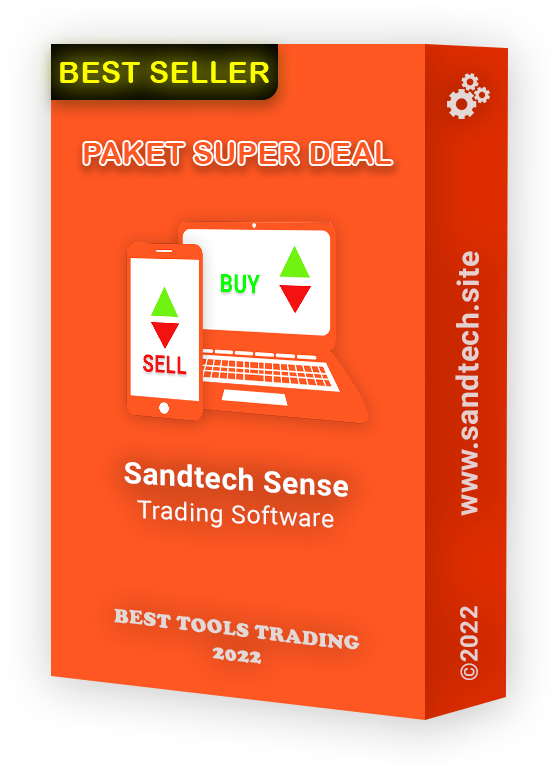 BEST SELLER
PAKET SUPER DEAL
BUY
SELL
Sandtech Sense
Trading Software
BEST TOOLS TRADING
2022
www.sandtech.site
©2022